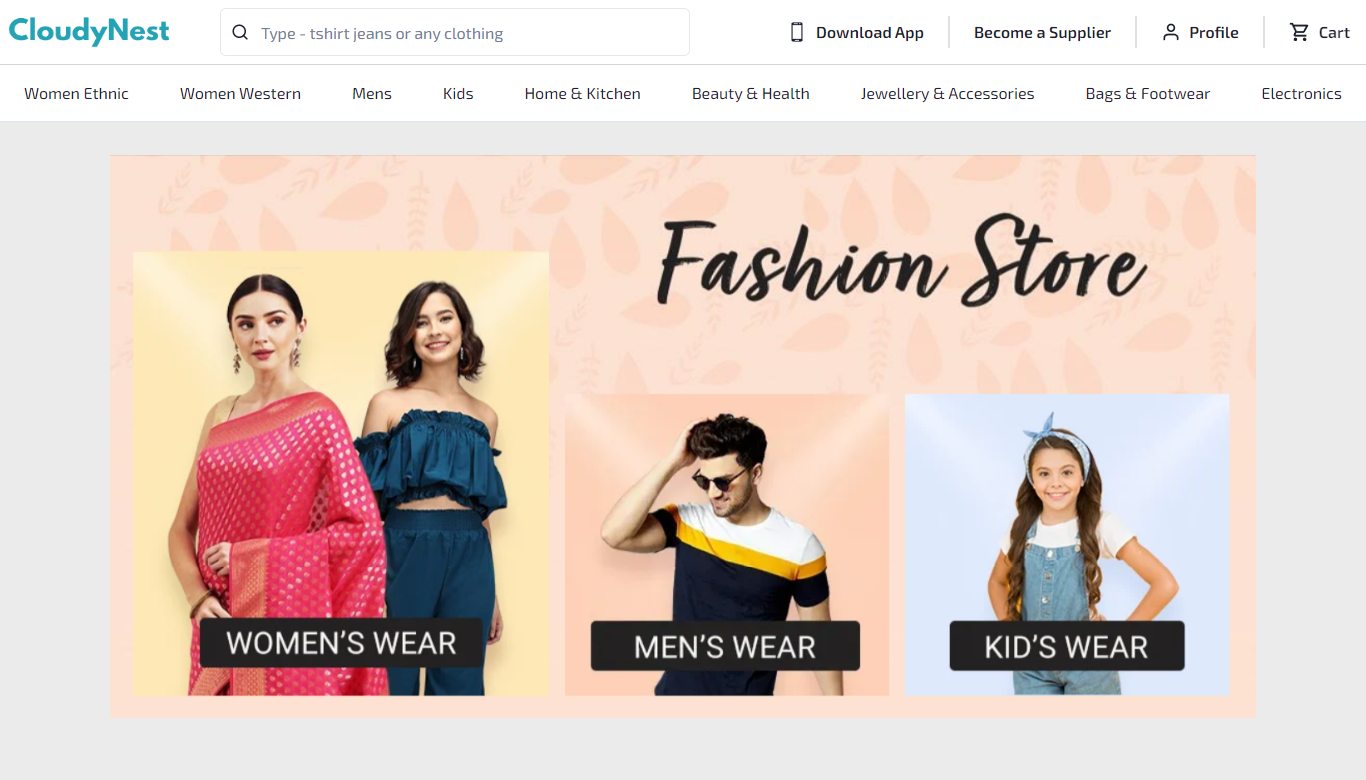 CloudyNest
Type - tshirt jeans or any clothing
Download App
Become a Supplier
Profile
Cart
Women Ethnic
Women Western
Mens
Kids
Home & Kitchen
Beauty & Health
Jewellery & Accessories
Bags & Footwear
Electronics
Fashion Store
WOMEN'S WEAR
MEN'S WEAR
KID'S WEAR